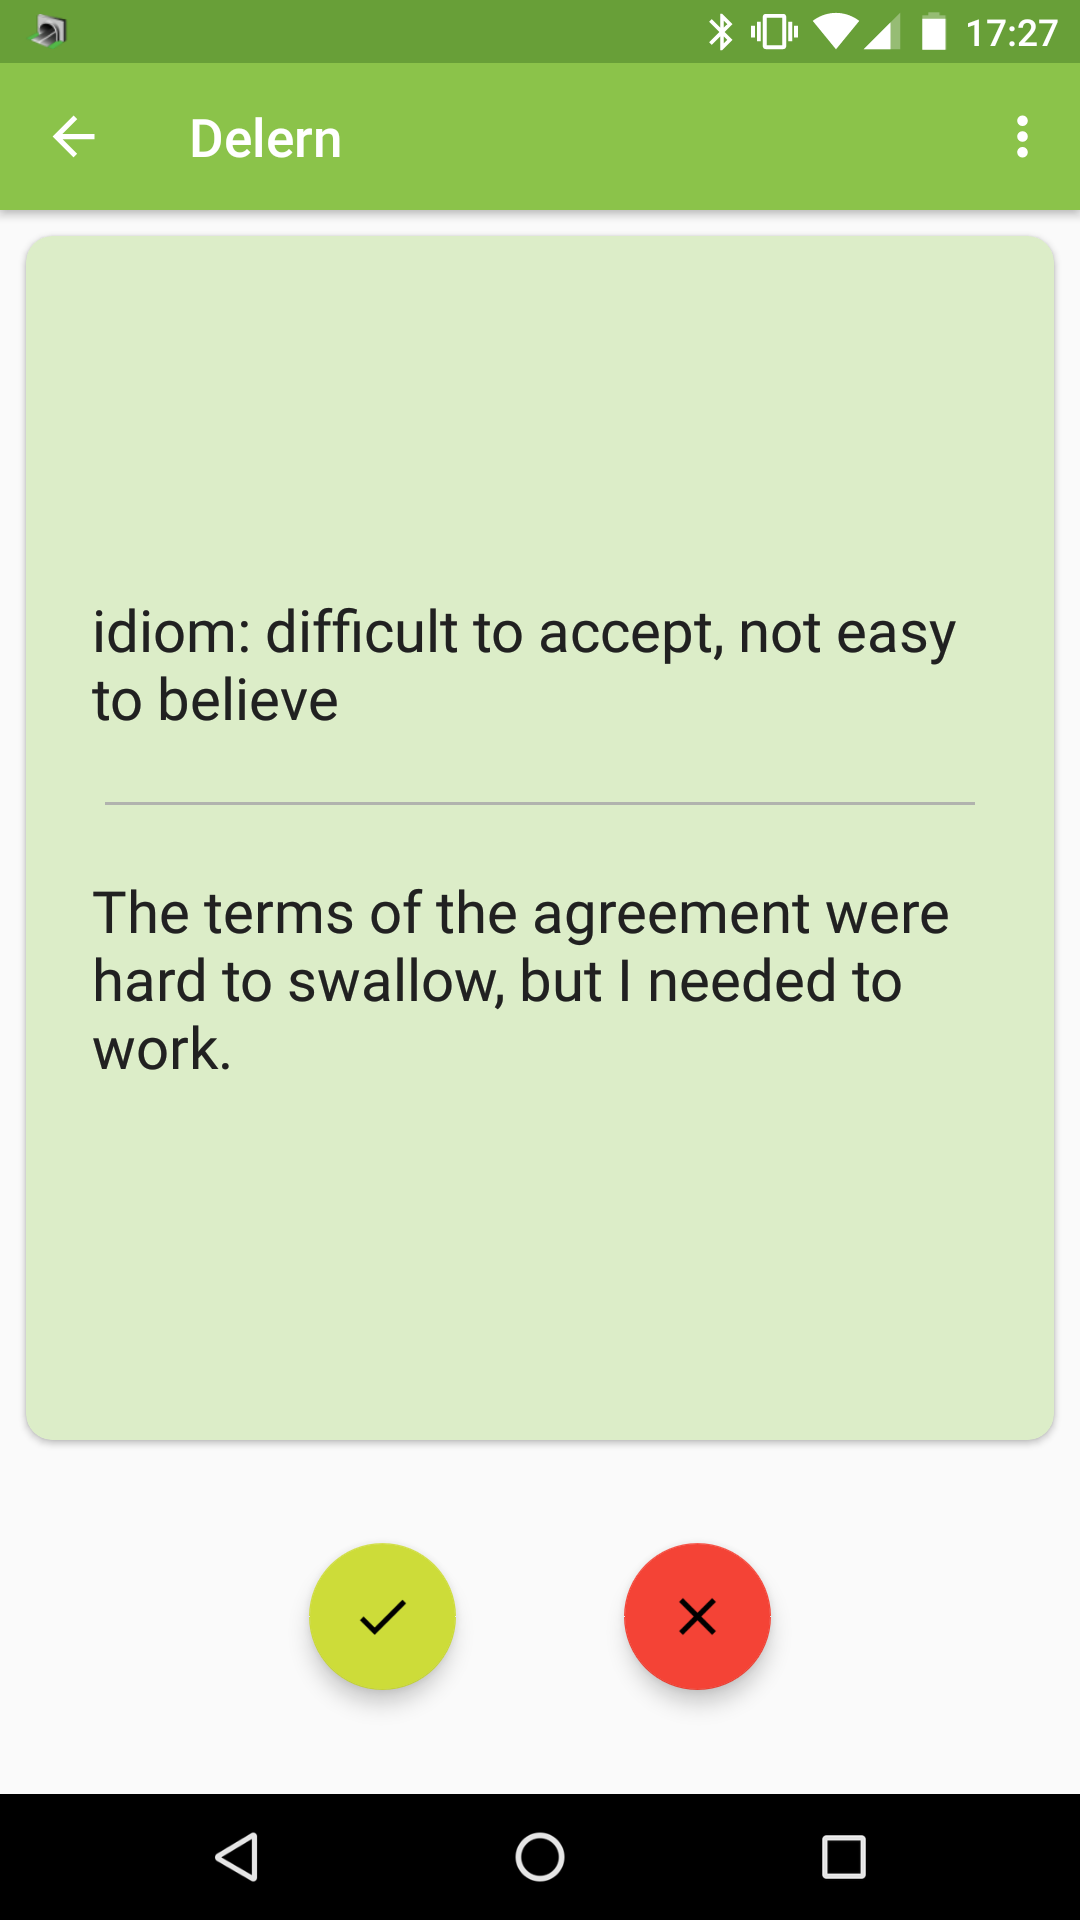 17:27
Delern
idiom: difficult to accept, not easy
to believe
The terms of the agreement were
hard to swallow, but I needed to
work.